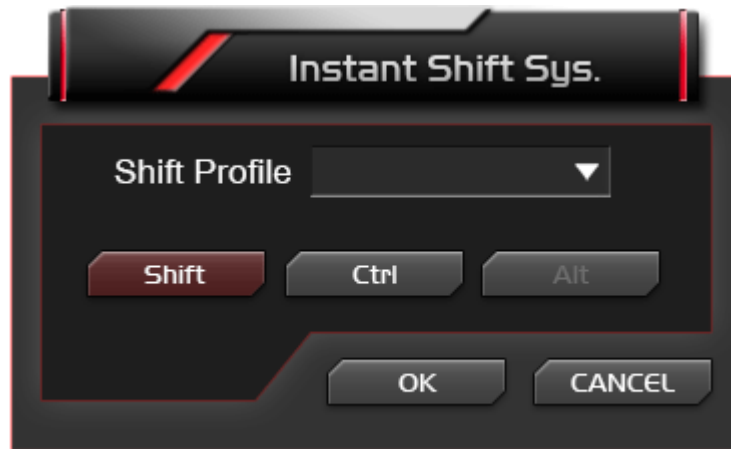 Instant Shift Sys.
Shift Profile
Shift Ctrl Alt
OK CANCEL